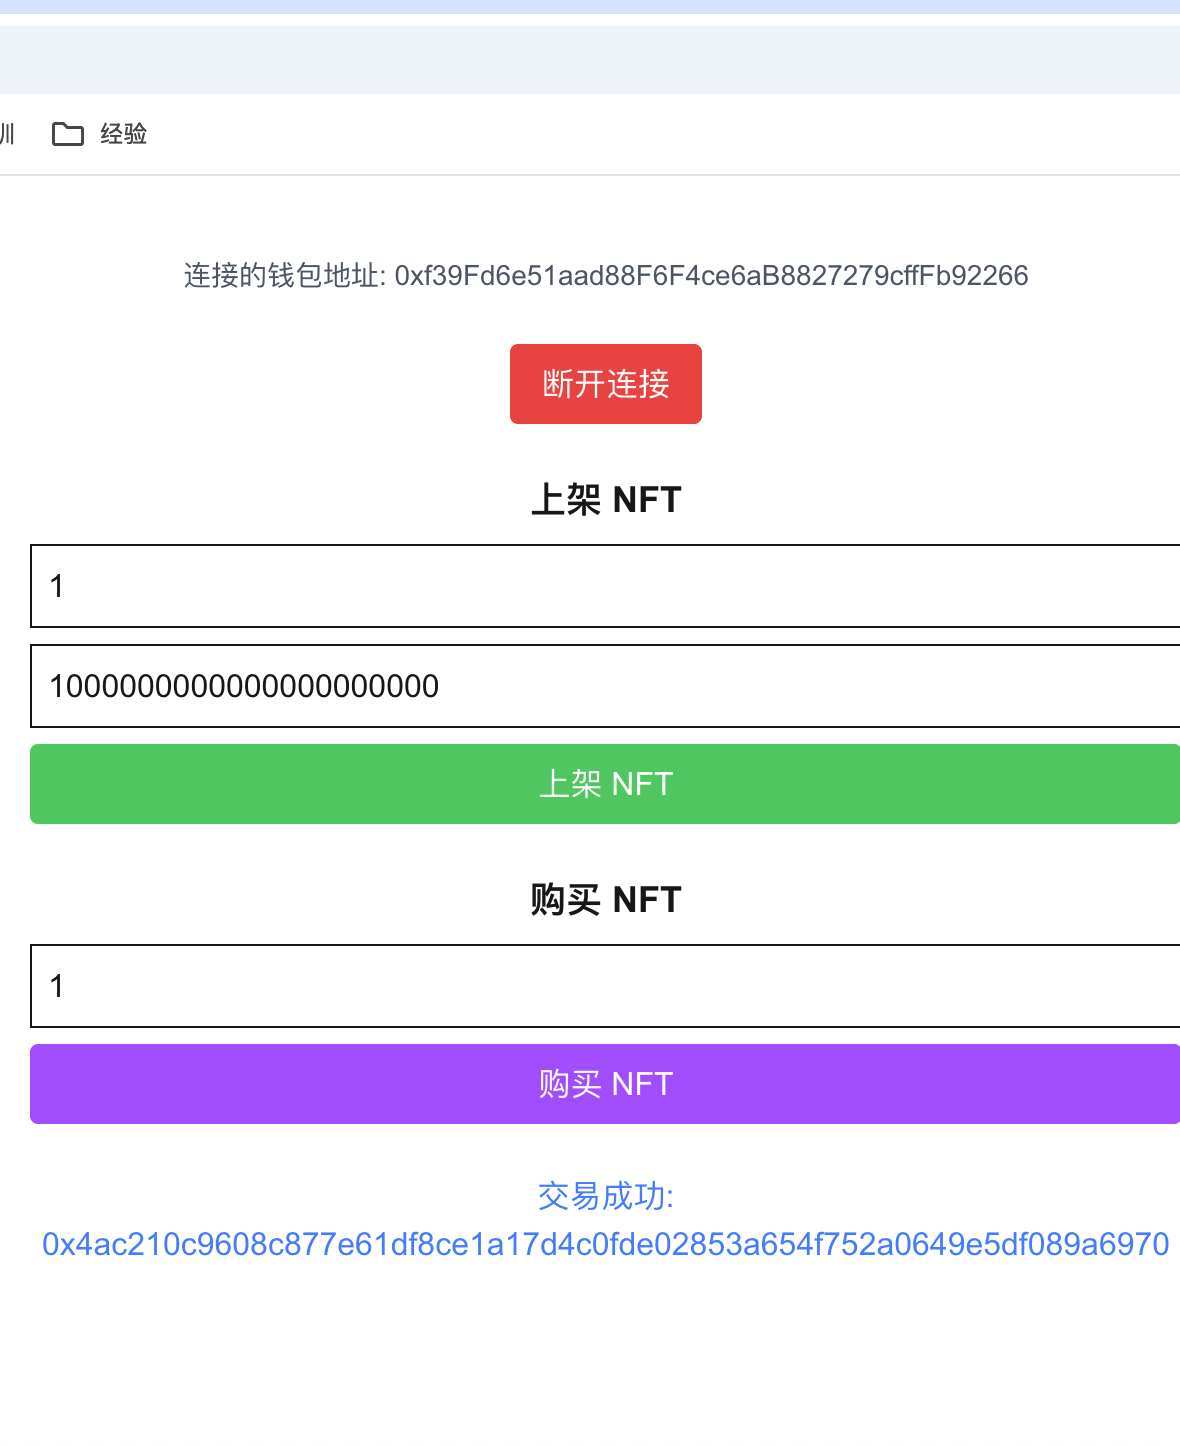 经验
连接的钱包地址: 0xf39Fd6e51aad88F6F4ce6aB8827279cffFb92266
断开连接
上架 NFT
1
1000000000000000000000
上架 NFT
购买 NFT
1
购买 NFT
交易成功:
0x4ac210c9608c877e61df8ce1a17d4c0fde02853a654f752a0649e5df089a6970